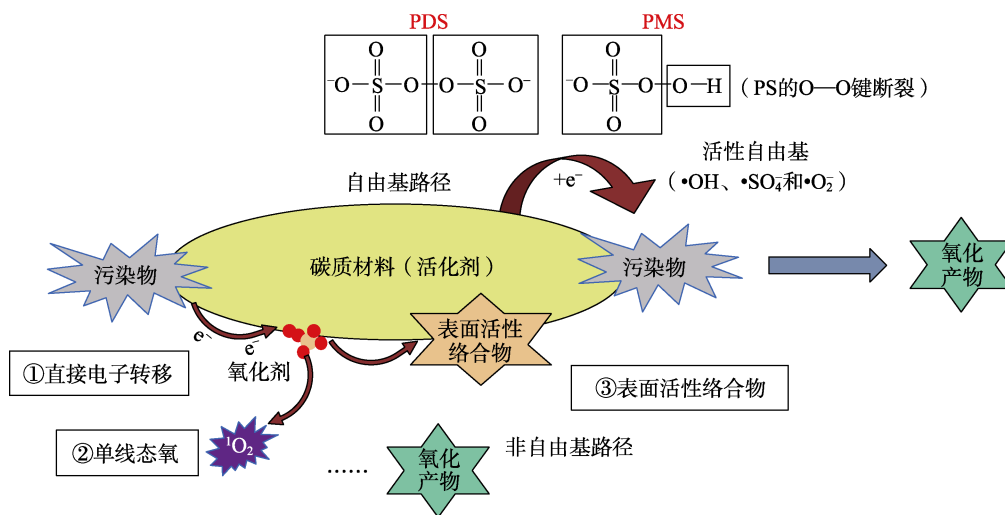 PDS
PMS
O
O
O
⁻O—S—O—O—S—O⁻
⁻O—S—O—O—H
(PS的O—O键断裂)
O
O
O
活性自由基
(•OH、•SO₄⁻和•O₂⁻)
+e⁻
自由基路径
污染物
碳质材料(活化剂)
污染物
氧化
产物
e⁻
e⁻
氧化剂
表面活性
络合物
①直接电子转移
③表面活性络合物
②单线态氧
¹O₂
......
氧化
产物
非自由基路径